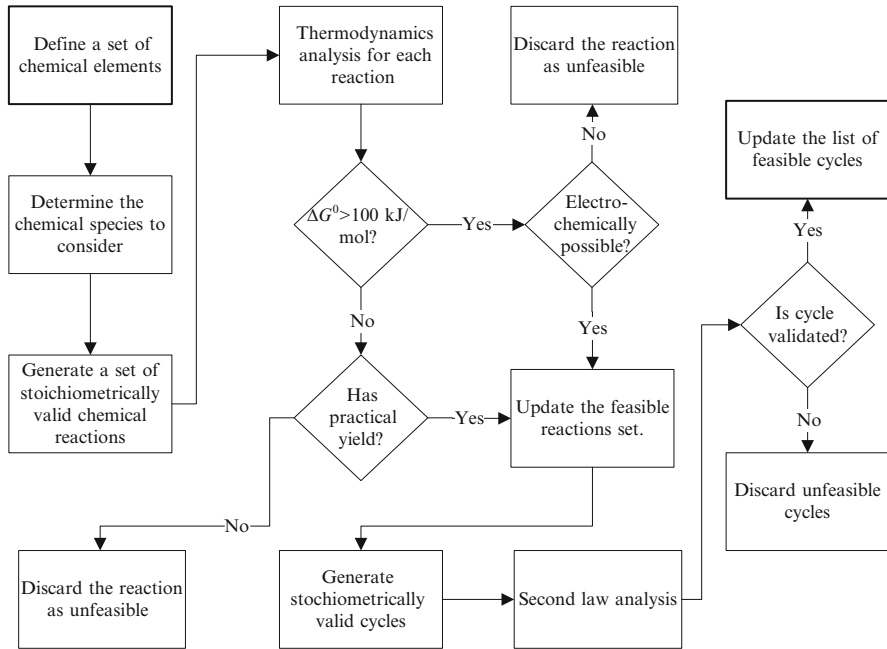 Define a set of
chemical elements
Determine the
chemical species to
consider
Generate a set of
stoichiometrically
valid chemical
reactions
Thermodynamics
analysis for each
reaction
ΔG⁰>100 kJ/
mol?
Yes
No
Has
practical
yield?
Yes
No
Discard the reaction
as unfeasible
Discard the reaction
as unfeasible
No
Electro-
chemically
possible?
Yes
Update the feasible
reactions set.
Generate
stochiometrically
valid cycles
Second law analysis
Update the list of
feasible cycles
Yes
Is cycle
validated?
No
Discard unfeasible
cycles